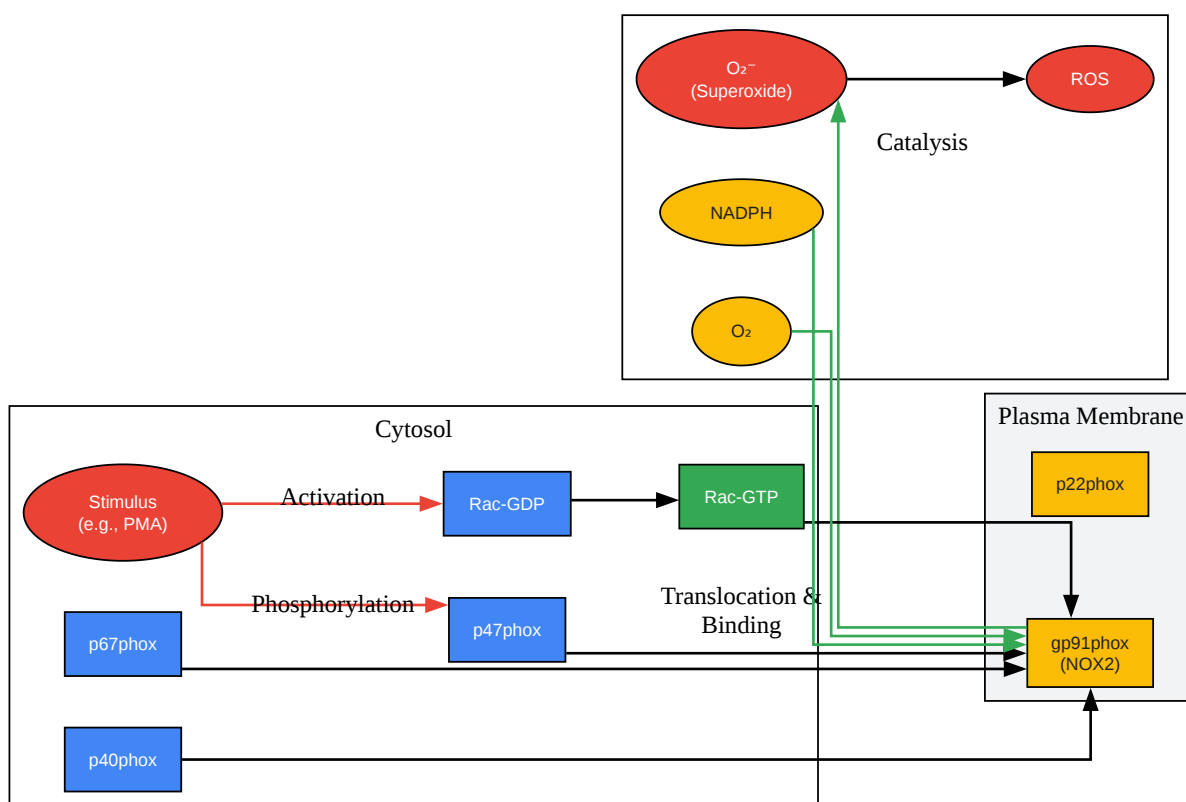 O₂⁻
(Superoxide)
ROS
Catalysis
NADPH
O₂
Cytosol
Plasma Membrane
Stimulus
(e.g., PMA)
Activation
Rac-GDP
Rac-GTP
p22phox
Phosphorylation
p67phox
p47phox
Translocation &
Binding
gp91phox
(NOX2)
p40phox